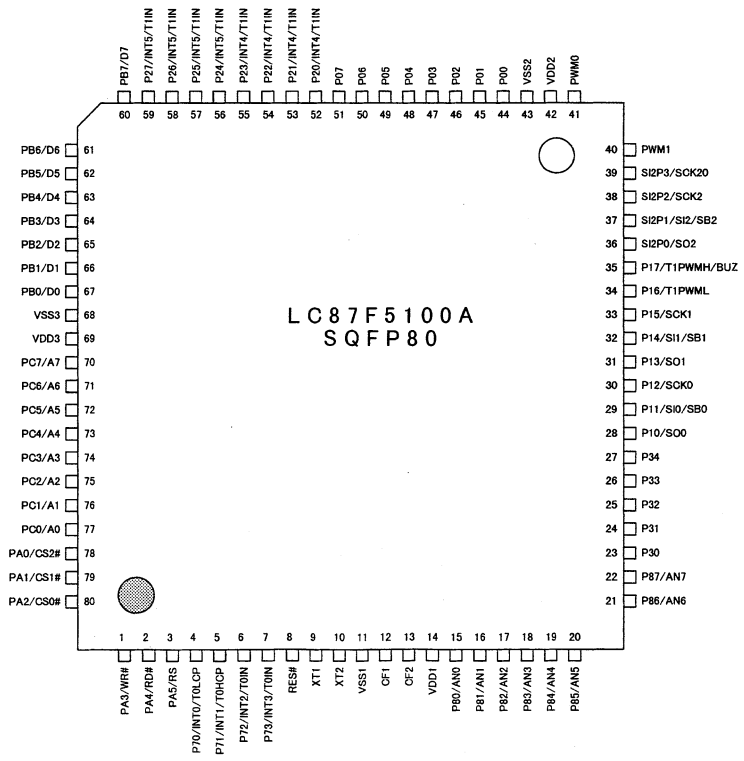 PB7/D7
P27/INT5/T1IN
P26/INT5/T1IN
P25/INT5/T1IN
P24/INT5/T1IN
P23/INT4/T1IN
P22/INT4/T1IN
P21/INT4/T1IN
P20/INT4/T1IN
P07
P06
P05
P04
P03
P02
P01
P00
VSS2
VDD2
PWM0
60 59 58 57 56 55 54 53 52 51 50 49 48 47 46 45 44 43 42 41
PB6/D6 61
PB5/D5 62
PB4/D4 63
PB3/D3 64
PB2/D2 65
PB1/D1 66
PB0/D0 67
VSS3 68
VDD3 69
PC7/A7 70
PC6/A6 71
PC5/A5 72
PC4/A4 73
PC3/A3 74
PC2/A2 75
PC1/A1 76
PC0/A0 77
PA0/CS2# 78
PA1/CS1# 79
PA2/CS0# 80
LC87F5100A
SQFP80
40 PWM1
39 SI2P3/SCK20
38 SI2P2/SCK2
37 SI2P1/SI2/SB2
36 SI2P0/SO2
35 P17/T1PWMH/BUZ
34 P16/T1PWML
33 P15/SCK1
32 P14/SI1/SB1
31 P13/SO1
30 P12/SCK0
29 P11/SI0/SB0
28 P10/SO0
27 P34
26 P33
25 P32
24 P31
23 P30
22 P87/AN7
21 P86/AN6
1 2 3 4 5 6 7 8 9 10 11 12 13 14 15 16 17 18 19 20
PA3/WR#
PA4/RD#
PA5/RS
P70/INT0/T0LCP
P71/INT1/T0HCP
P72/INT2/T0IN
P73/INT3/T0IN
RES#
XT1
XT2
VSS1
CF1
CF2
VDD1
P80/AN0
P81/AN1
P82/AN2
P83/AN3
P84/AN4
P85/AN5